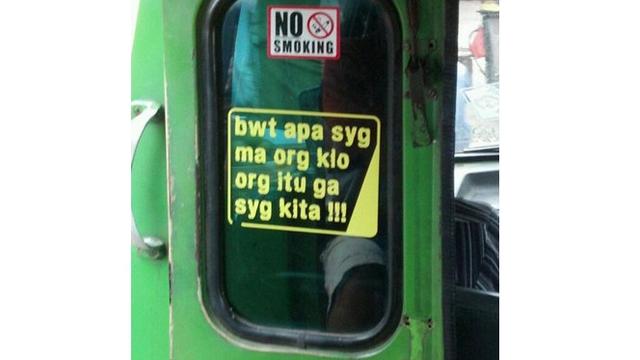 NO
SMOKING
bwt apa syg
ma org klo
org itu ga
syg kita !!!